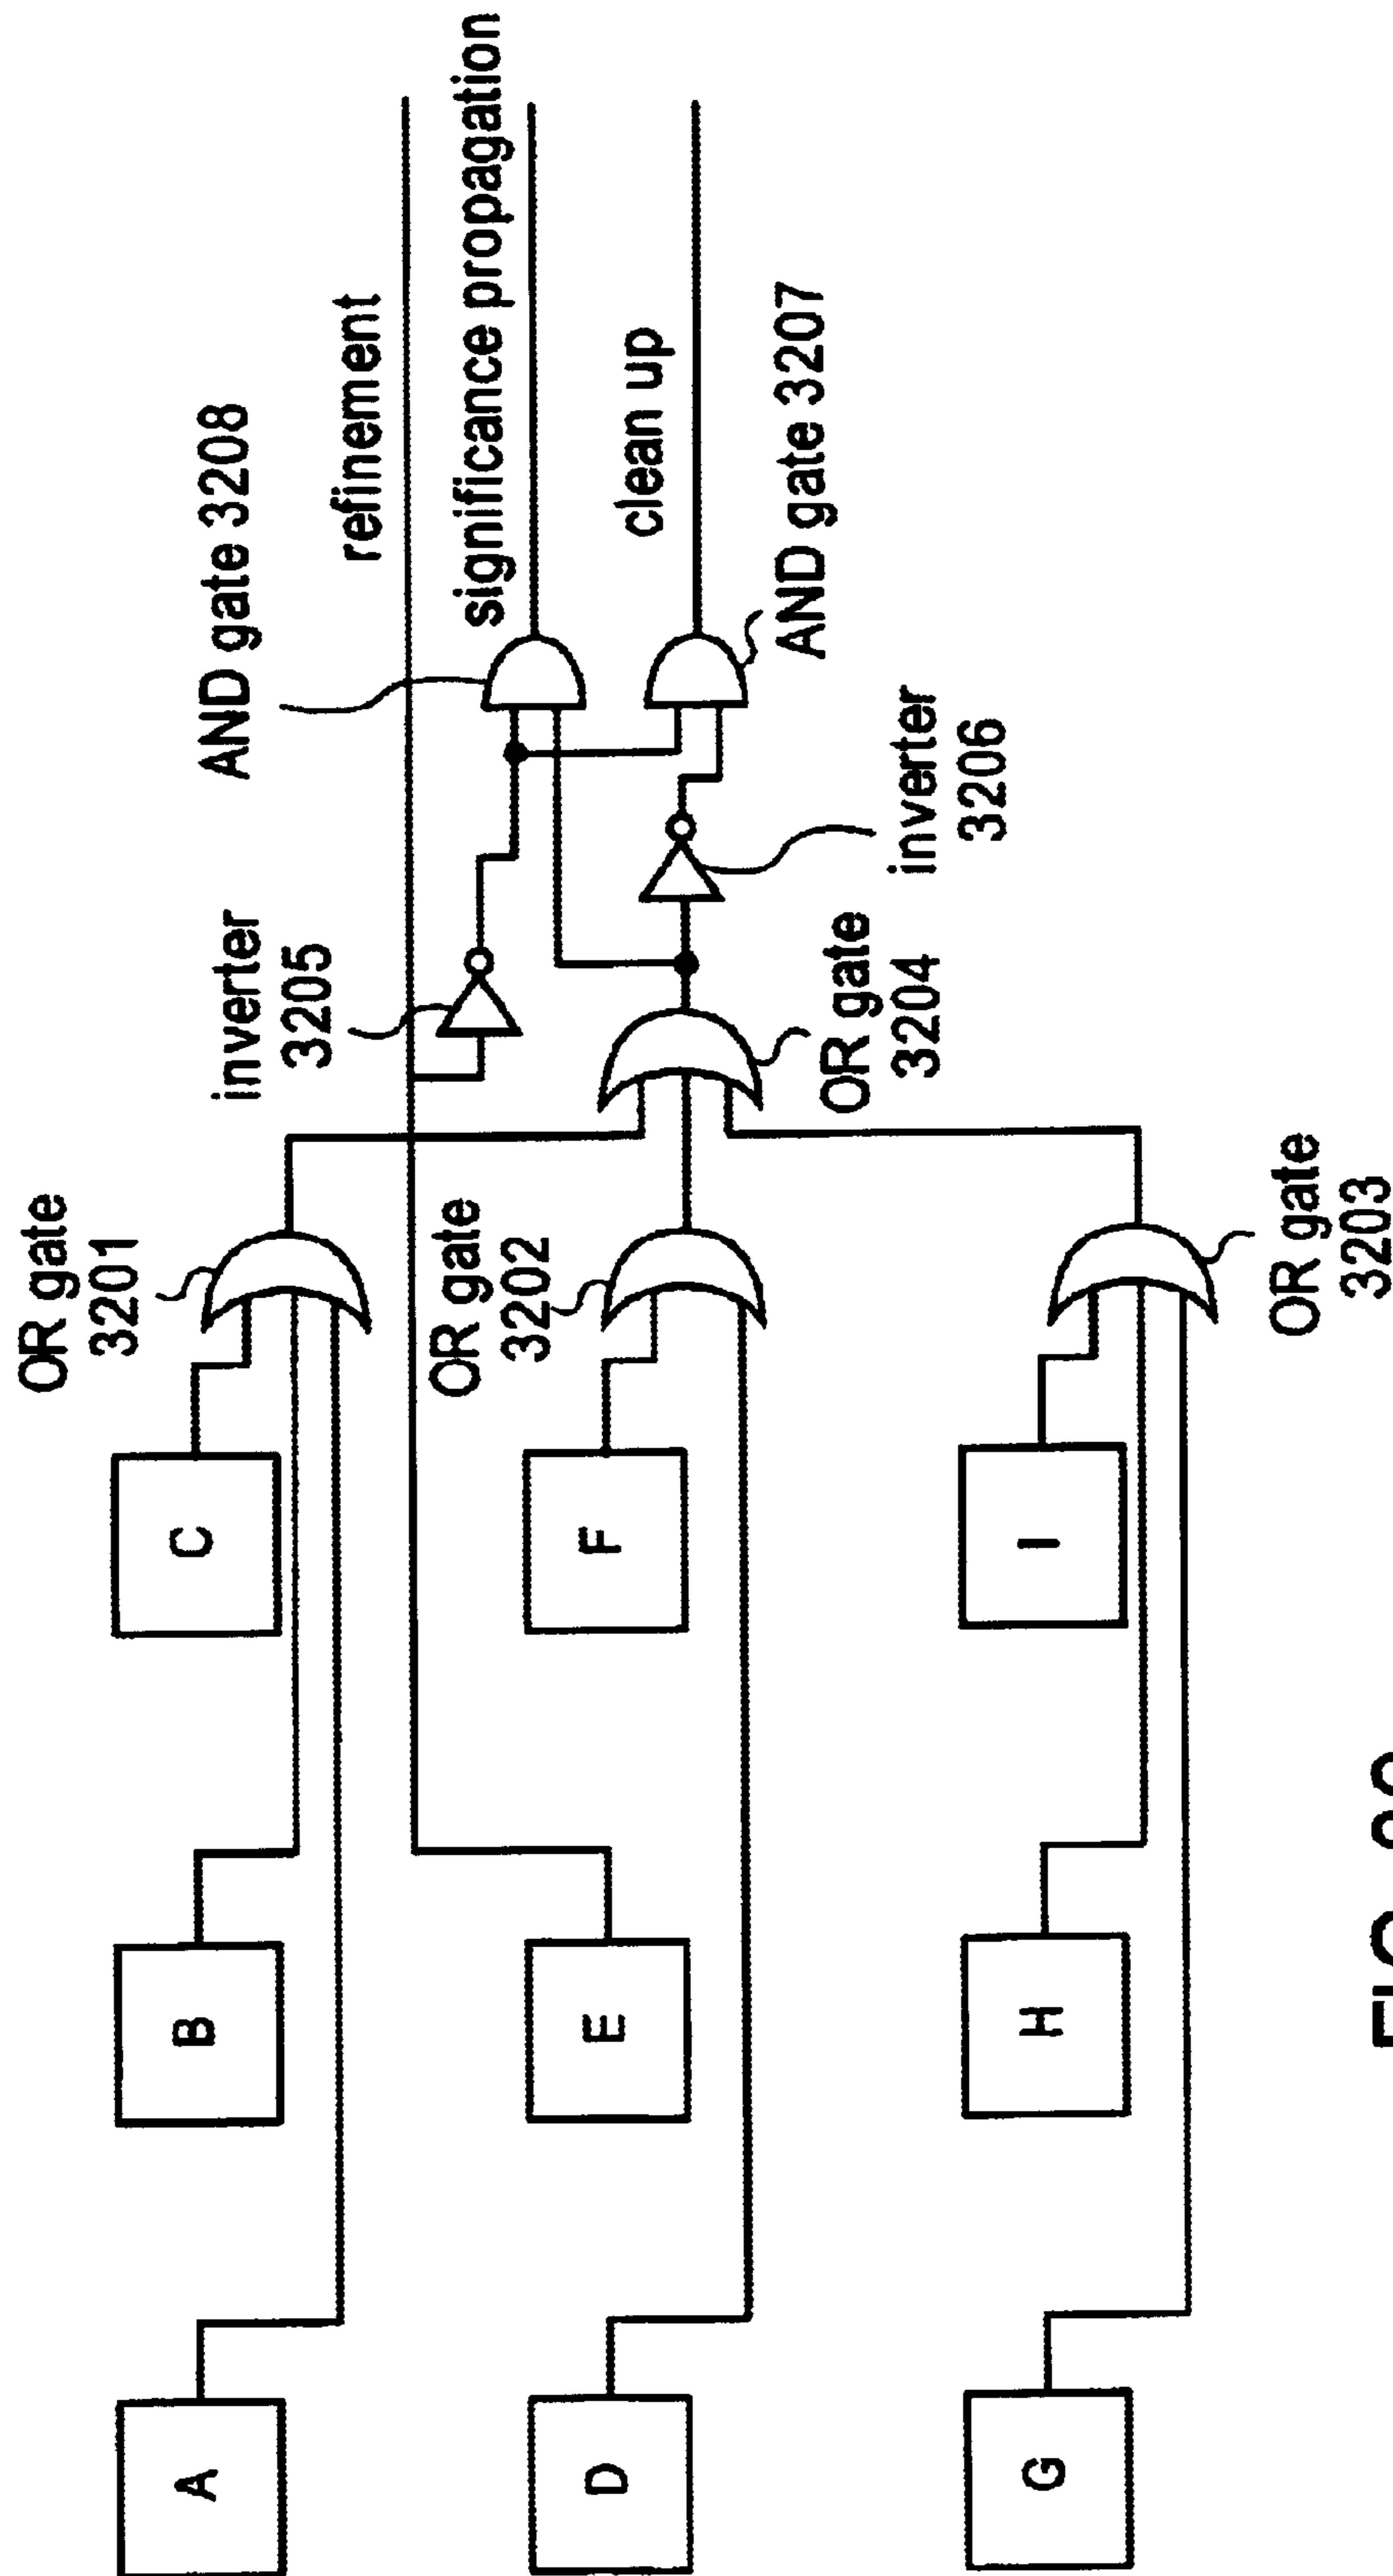 OR gate
3201
inverter
3205
AND gate 3208
refinement
significance propagation
clean up
AND gate 3207
inverter
3206
OR gate
3204
OR gate
3202
OR gate
3203
A
B
C
D
E
F
G
H
I